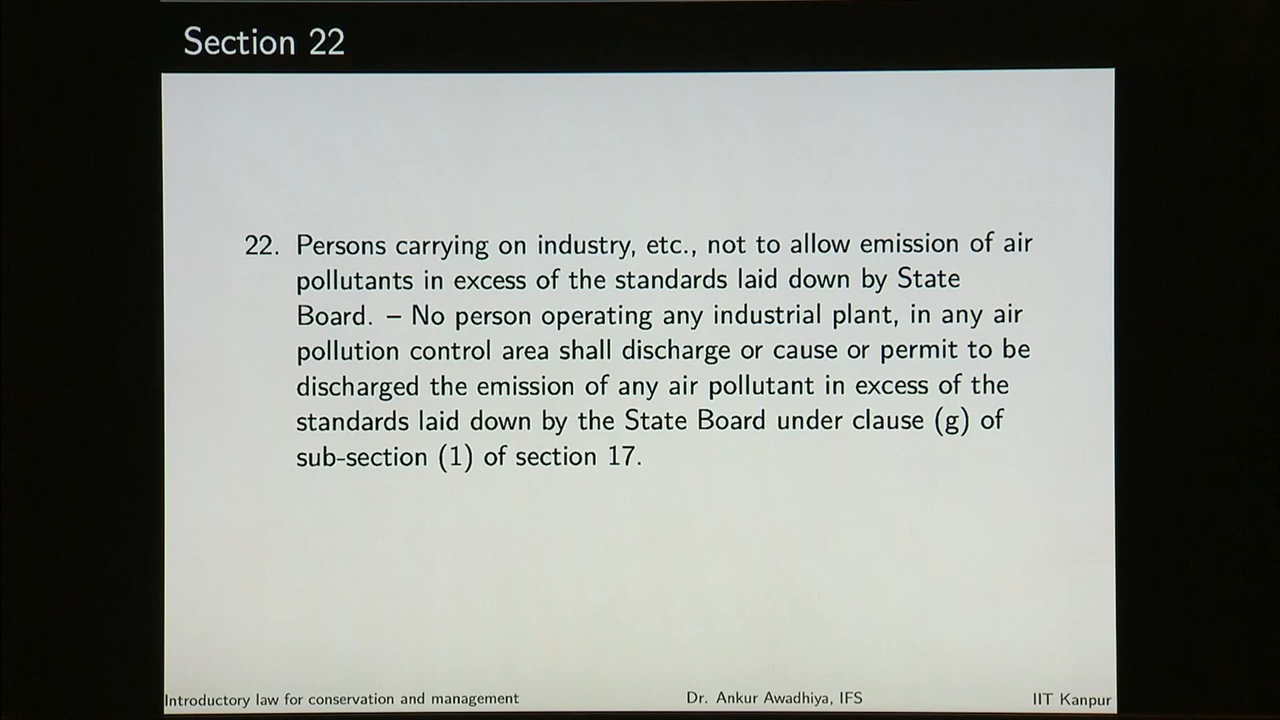 Section 22
22. Persons carrying on industry, etc., not to allow emission of air
pollutants in excess of the standards laid down by State
Board. – No person operating any industrial plant, in any air
pollution control area shall discharge or cause or permit to be
discharged the emission of any air pollutant in excess of the
standards laid down by the State Board under clause (g) of
sub-section (1) of section 17.
Introductory law for conservation and management Dr. Ankur Awadhiya, IFS IIT Kanpur